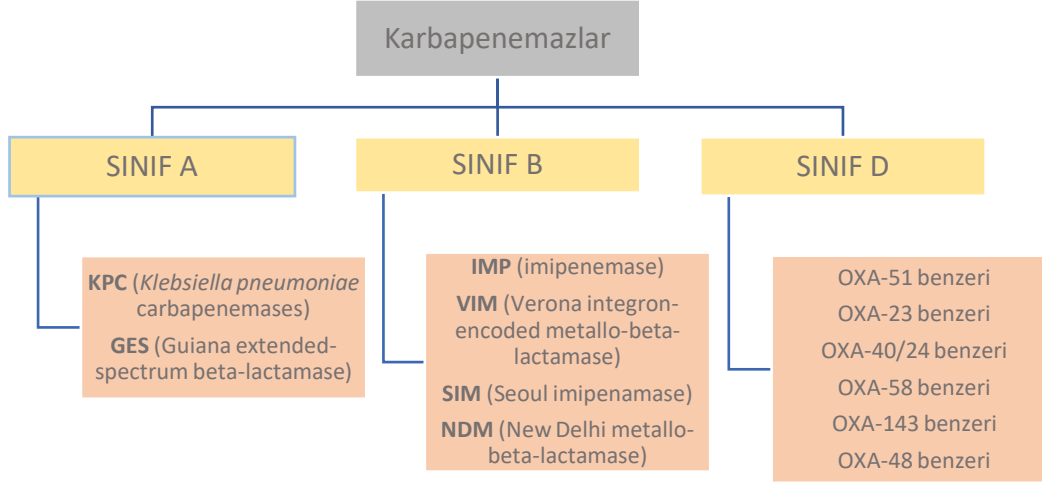 Karbapenemazlar
SINIF A
SINIF B
SINIF D
KPC (Klebsiella pneumoniae
carbapenemases)
GES (Guiana extended-
spectrum beta-lactamase)
IMP (imipenemase)
VIM (Verona integron-
encoded metallo-beta-
lactamase)
SIM (Seoul imipenamase)
NDM (New Delhi metallo-
beta-lactamase)
OXA-51 benzeri
OXA-23 benzeri
OXA-40/24 benzeri
OXA-58 benzeri
OXA-143 benzeri
OXA-48 benzeri